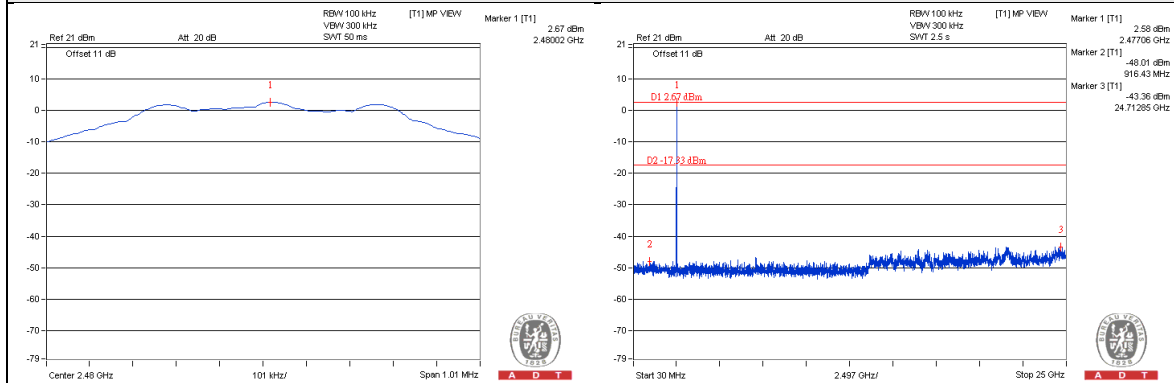 RBW 100 kHz
[T1] MP VIEW
VBW 300 kHz
Ref 21 dBm
Att 20 dB
SWT 50 ms
Marker 1 [T1]
2.67 dBm
2.48002 GHz
21
Offset 11 dB
10
0
-10
-20
-30
-40
-50
-60
-70
-79
1
Center 2.48 GHz
101 kHz/
Span 1.01 MHz
BUREAU VERITAS
1828
A D T
RBW 100 kHz
[T1] MP VIEW
VBW 300 kHz
Ref 21 dBm
Att 20 dB
SWT 2.5 s
Marker 1 [T1]
2.58 dBm
2.47706 GHz
Marker 2 [T1]
-48.01 dBm
916.43 MHz
Marker 3 [T1]
-43.36 dBm
24.71285 GHz
21
Offset 11 dB
10
0
-10
-20
-30
-40
-50
-60
-70
-79
1
D1 2.67 dBm
D2 -17.33 dBm
2
3
Start 30 MHz
2.497 GHz/
Stop 25 GHz
BUREAU VERITAS
1828
A D T